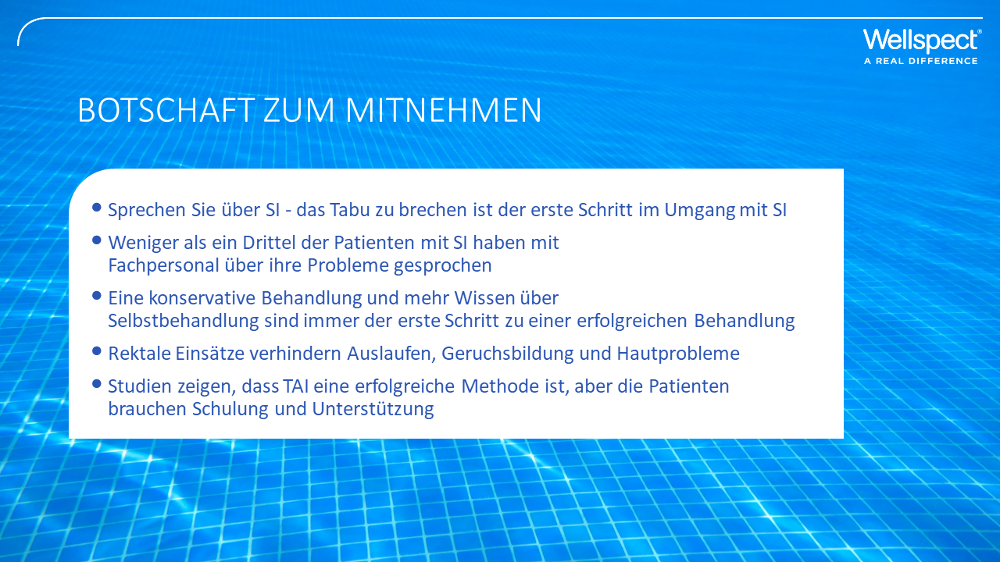 Wellspect®
A REAL DIFFERENCE
BOTSCHAFT ZUM MITNEHMEN
• Sprechen Sie über SI - das Tabu zu brechen ist der erste Schritt im Umgang mit SI
• Weniger als ein Drittel der Patienten mit SI haben mit
Fachpersonal über ihre Probleme gesprochen
• Eine konservative Behandlung und mehr Wissen über
Selbstbehandlung sind immer der erste Schritt zu einer erfolgreichen Behandlung
• Rektale Einsätze verhindern Auslaufen, Geruchsbildung und Hautprobleme
• Studien zeigen, dass TAI eine erfolgreiche Methode ist, aber die Patienten
brauchen Schulung und Unterstützung